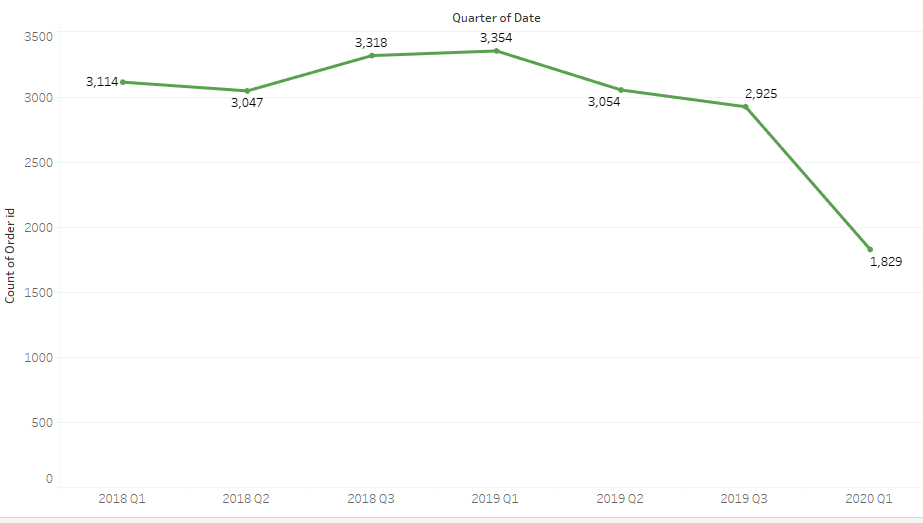 Quarter of Date
3500
3000
2500
2000
1500
1000
500
0
Count of Order id
3,114
3,047
3,318
3,354
3,054
2,925
1,829
2018 Q1
2018 Q2
2018 Q3
2019 Q1
2019 Q2
2019 Q3
2020 Q1